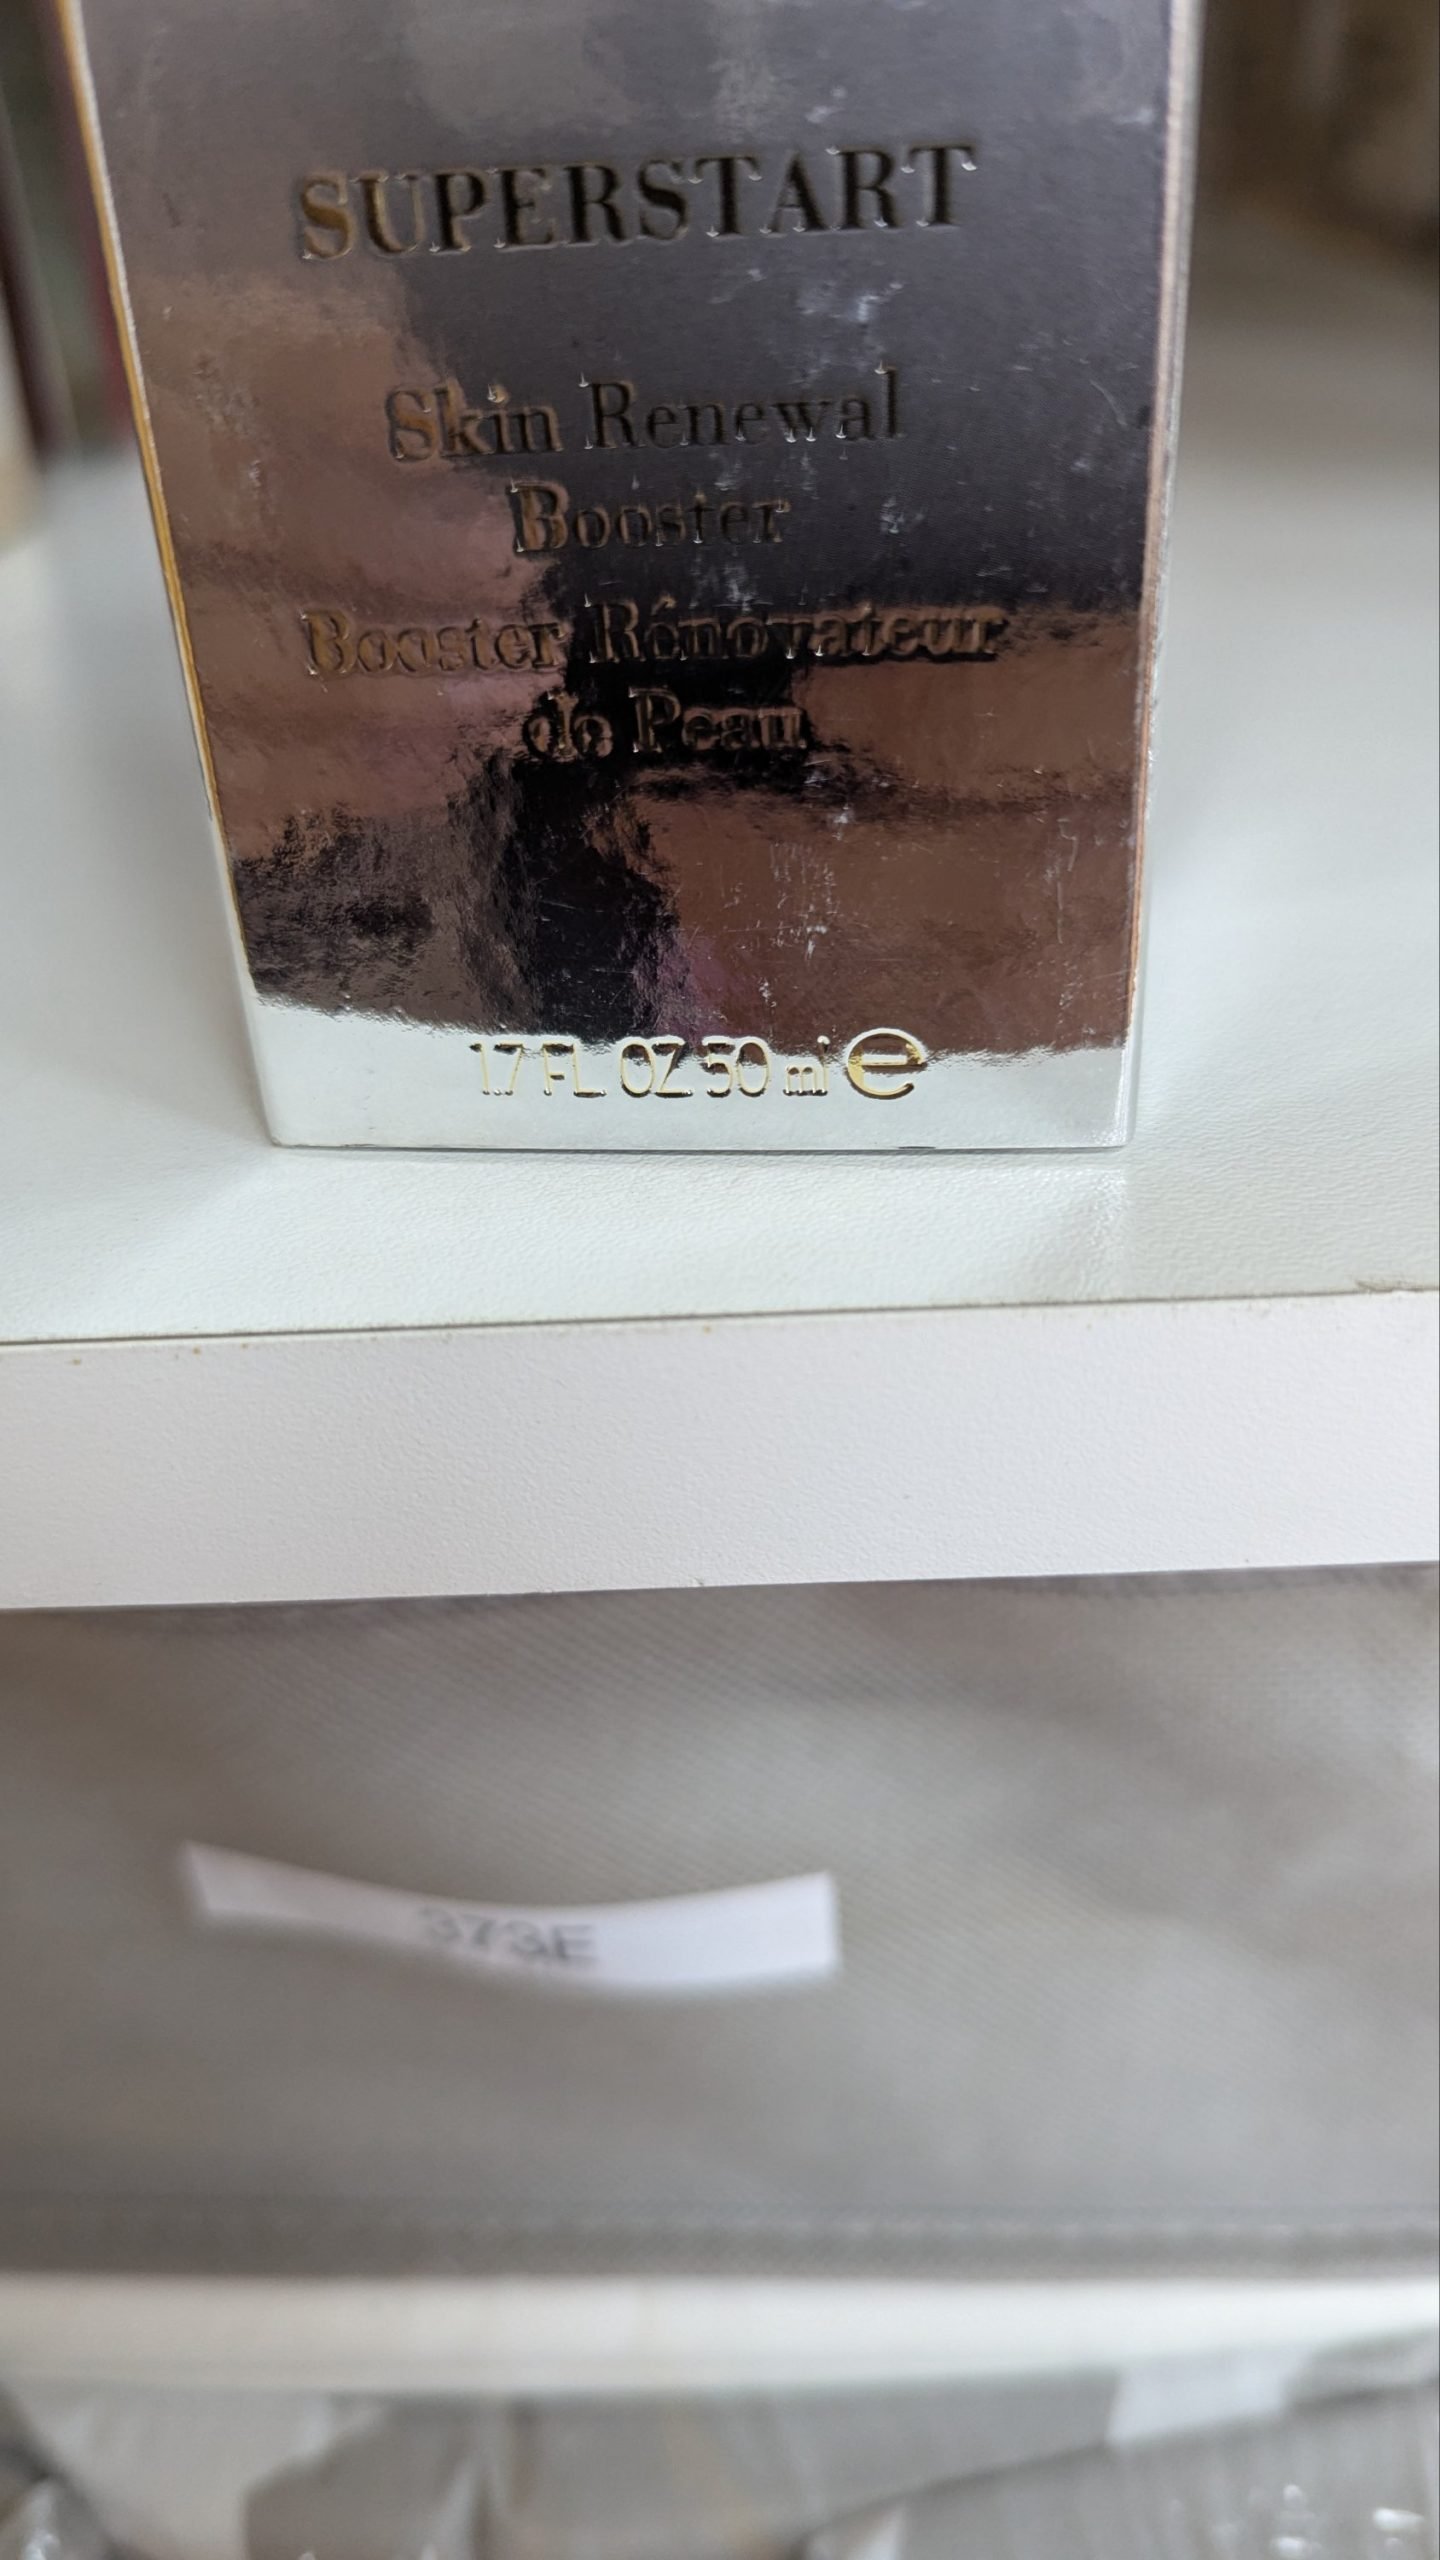 SUPERSTART
Skin Renewal
Booster
Booster Rénovateur
de Peau
1.7 FL. OZ. 50 ml e
373E